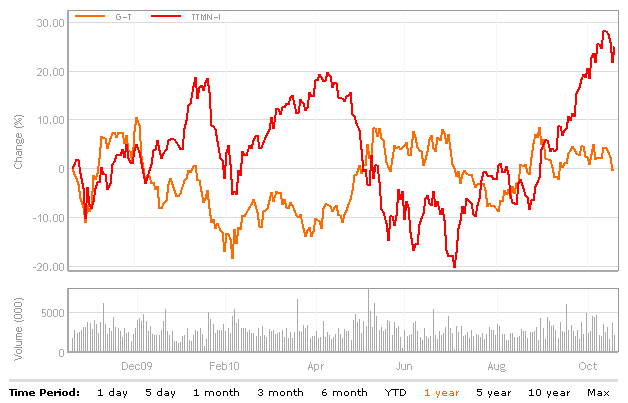 G-T TTMN-I
30.00
20.00
10.00
0
-10.00
-20.00
Change (%)
5000
0
Volume (000)
Dec09 Feb10 Apr Jun Aug Oct
Time Period: 1 day 5 day 1 month 3 month 6 month YTD 1 year 5 year 10 year Max